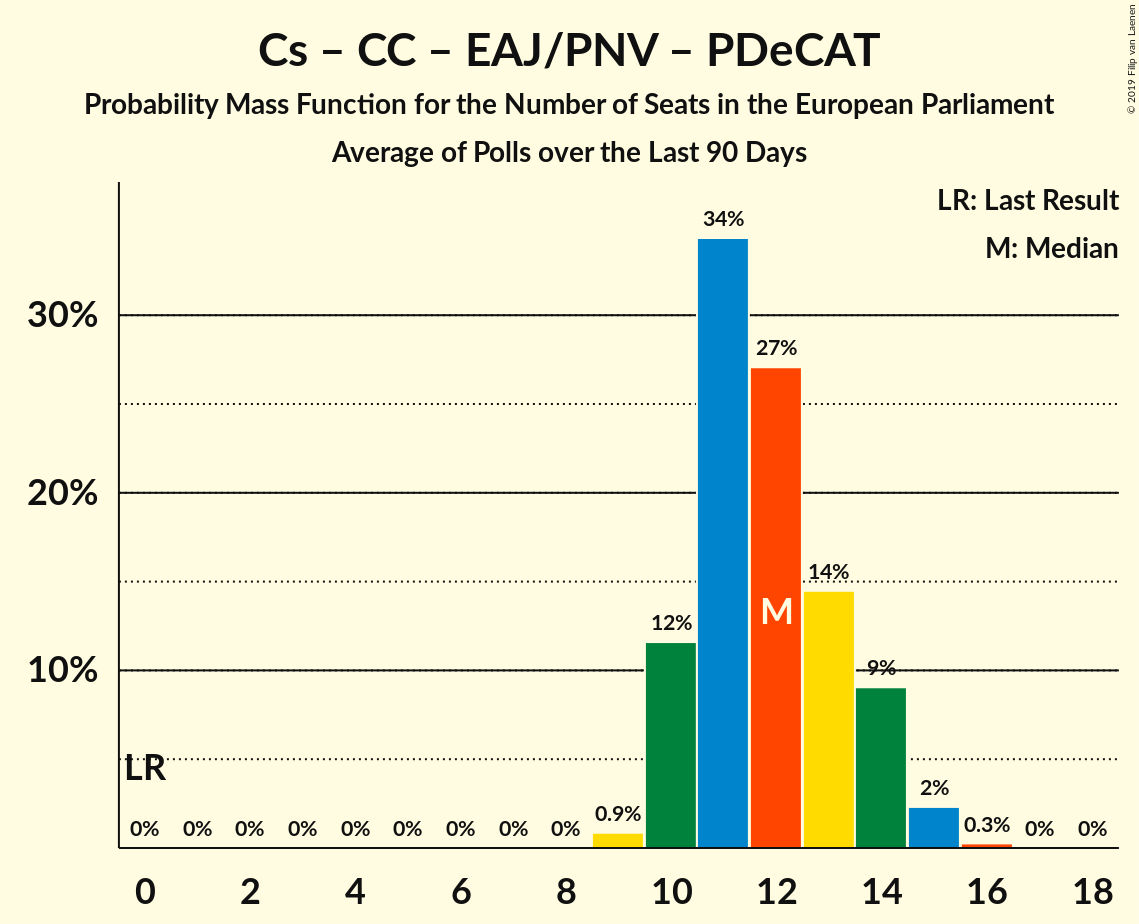 Cs – CC – EAJ/PNV – PDeCAT
Probability Mass Function for the Number of Seats in the European Parliament
Average of Polls over the Last 90 Days
© 2019 Filip van Laenen
LR: Last Result
M: Median
34%
30%
27%
20%
14%
M
12%
10%
9%
LR
2%
0% 0% 0% 0% 0% 0% 0% 0% 0% 0.9% 0.3% 0% 0%
0 2 4 6 8 10 12 14 16 18